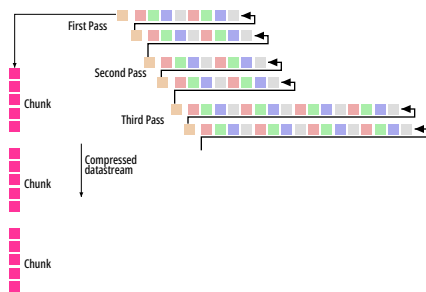 First Pass
Second Pass
Chunk
Third Pass
Compressed
datastream
Chunk
Chunk